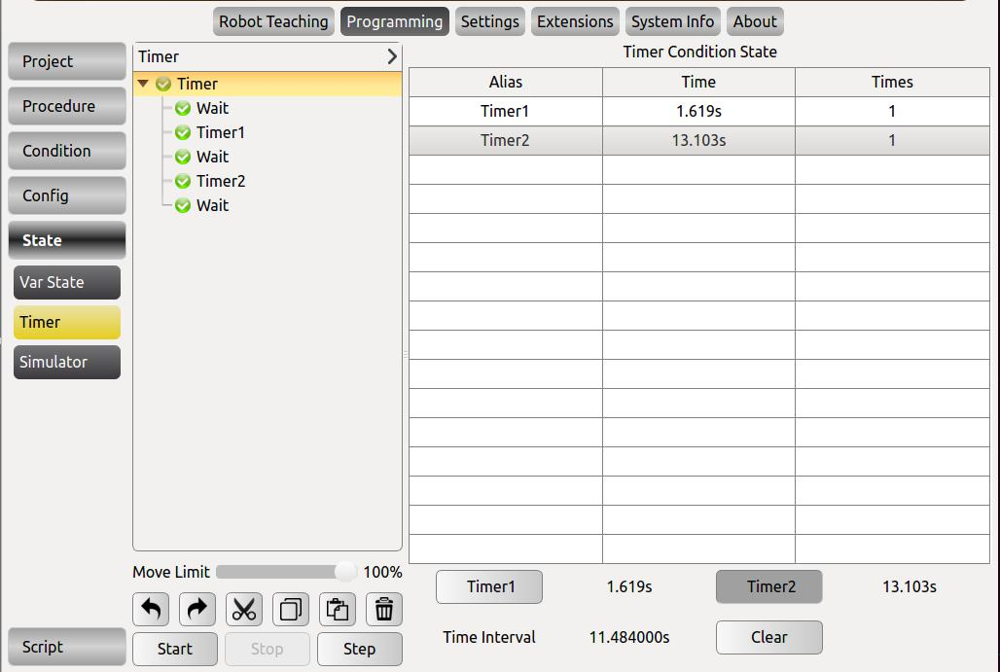 Robot Teaching Programming Settings Extensions System Info About
Project
Procedure
Condition
Config
State
Var State
Timer
Simulator
Script
Timer
Timer
Wait
Timer1
Wait
Timer2
Wait
Move Limit 100%
Start Stop Step
Timer Condition State
Alias Time Times
Timer1 1.619s 1
Timer2 13.103s 1
Timer1 1.619s Timer2 13.103s
Time Interval 11.484000s Clear